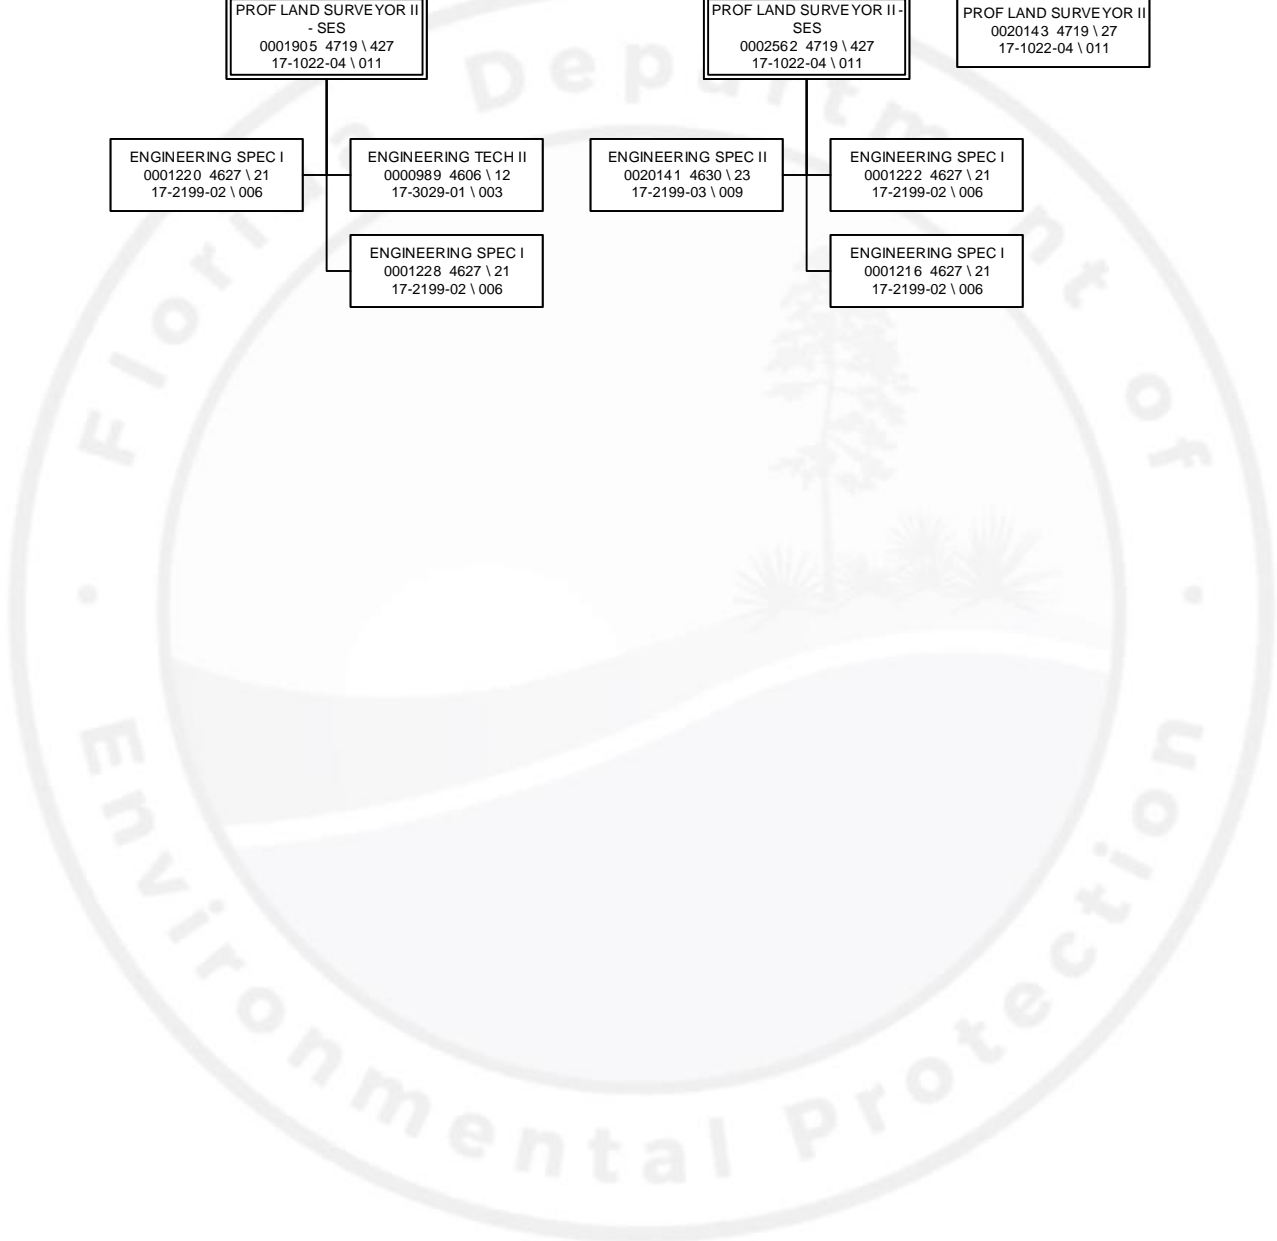 PROF LAND SURVEYOR II
- SES
0001905 4719 \ 427
17-1022-04 \ 011
PROF LAND SURVEYOR II -
SES
0002562 4719 \ 427
17-1022-04 \ 011
PROF LAND SURVEYOR II
0020143 4719 \ 27
17-1022-04 \ 011
ENGINEERING SPEC I
0001220 4627 \ 21
17-2199-02 \ 006
ENGINEERING TECH II
0000989 4606 \ 12
17-3029-01 \ 003
ENGINEERING SPEC II
0020141 4630 \ 23
17-2199-03 \ 009
ENGINEERING SPEC I
0001222 4627 \ 21
17-2199-02 \ 006
ENGINEERING SPEC I
0001228 4627 \ 21
17-2199-02 \ 006
ENGINEERING SPEC I
0001216 4627 \ 21
17-2199-02 \ 006
Florida Department of
Environmental Protection